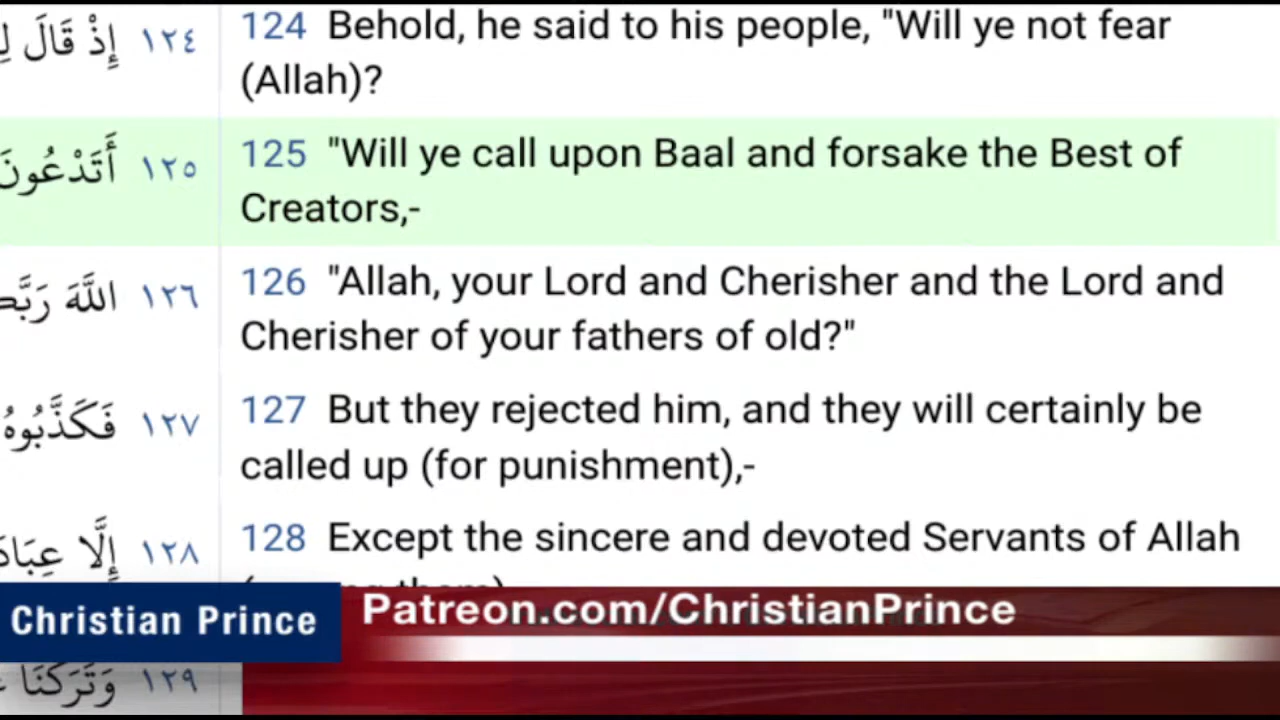 إِذْ قَالَ ١٢٤
124 Behold, he said to his people, "Will ye not fear
(Allah)?
أَتَدْعُونَ ١٢٥
125 "Will ye call upon Baal and forsake the Best of
Creators,-
اللَّهَ ١٢٦
126 "Allah, your Lord and Cherisher and the Lord and
Cherisher of your fathers of old?"
فَكَذَّبُوهُ ١٢٧
127 But they rejected him, and they will certainly be
called up (for punishment),-
إِلَّا ١٢٨
128 Except the sincere and devoted Servants of Allah
Christian Prince
Patreon.com/ChristianPrince
وَتَرَكْنَا ١٢٩